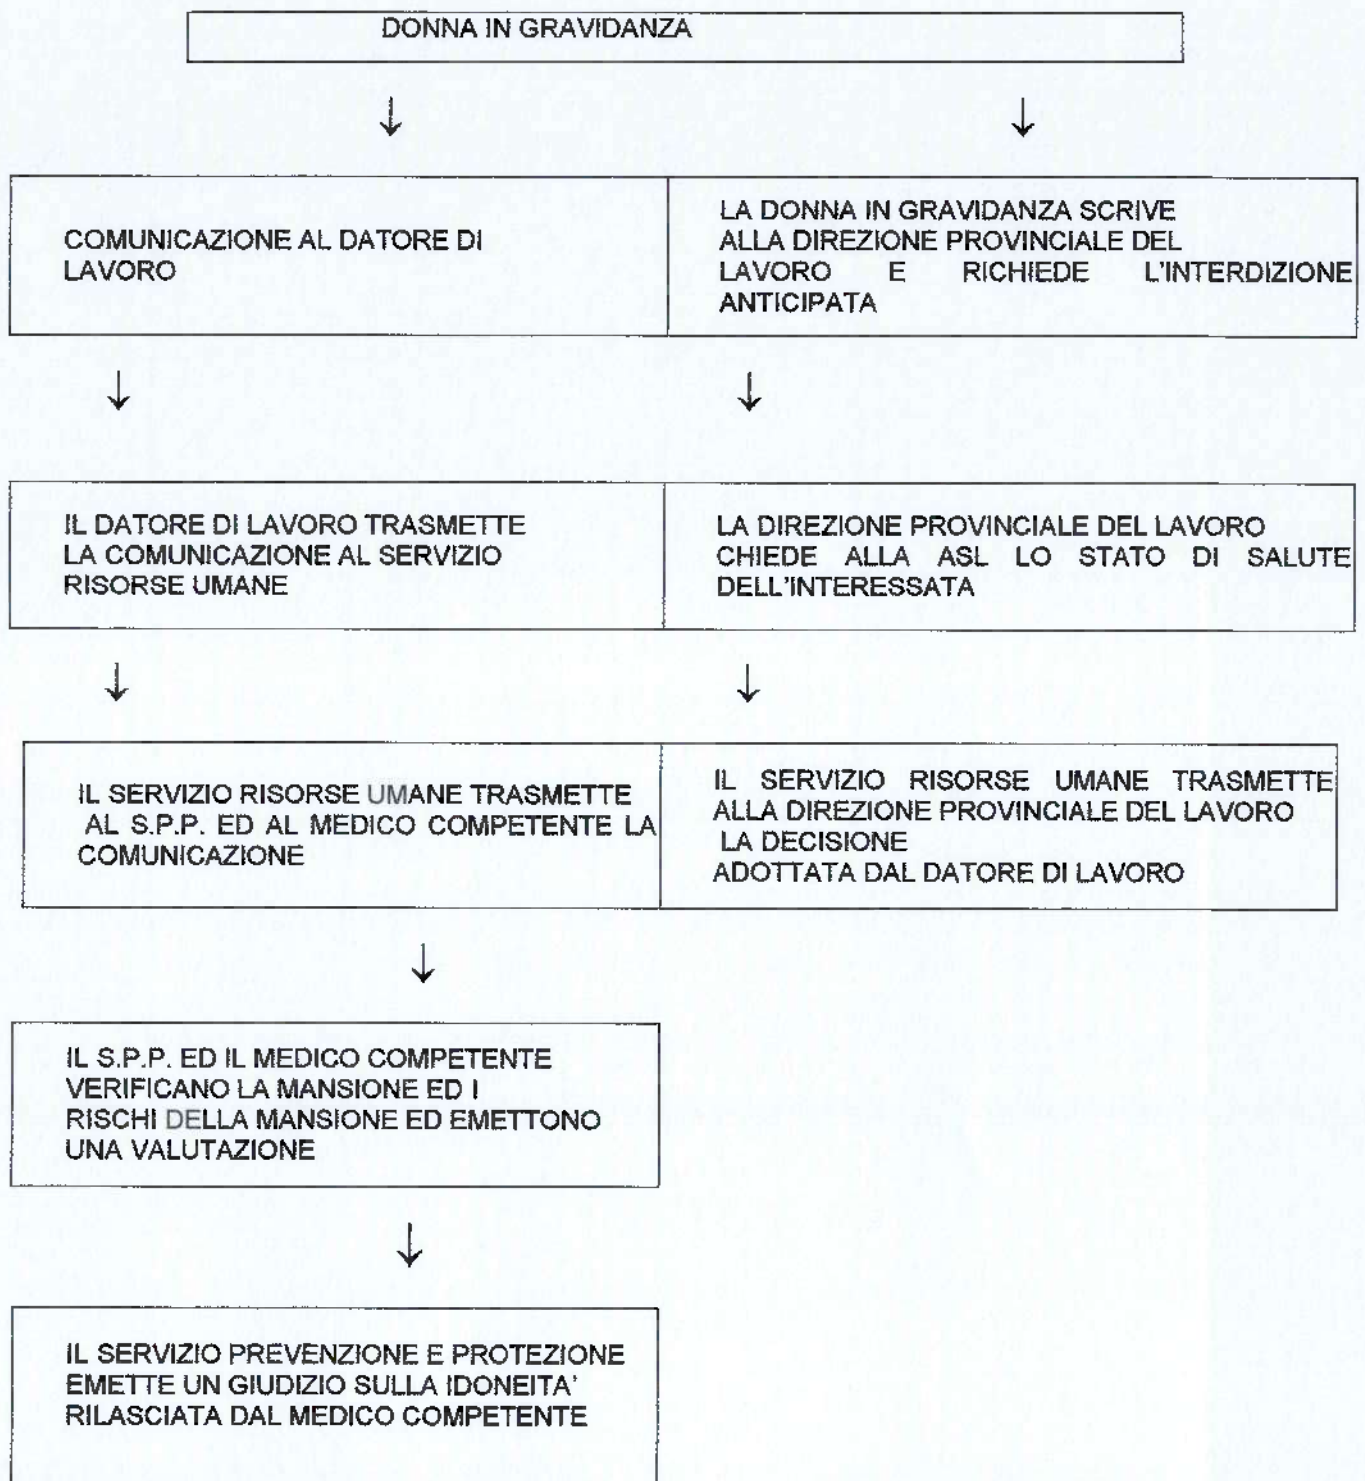 DONNA IN GRAVIDANZA
COMUNICAZIONE AL DATORE DI
LAVORO
LA DONNA IN GRAVIDANZA SCRIVE
ALLA DIREZIONE PROVINCIALE DEL
LAVORO E RICHIEDE L'INTERDIZIONE
ANTICIPATA
IL DATORE DI LAVORO TRASMETTE
LA COMUNICAZIONE AL SERVIZIO
RISORSE UMANE
LA DIREZIONE PROVINCIALE DEL LAVORO
CHIEDE ALLA ASL LO STATO DI SALUTE
DELL'INTERESSATA
IL SERVIZIO RISORSE UMANE TRASMETTE
AL S.P.P. ED AL MEDICO COMPETENTE LA
COMUNICAZIONE
IL SERVIZIO RISORSE UMANE TRASMETTE
ALLA DIREZIONE PROVINCIALE DEL LAVORO
LA DECISIONE
ADOTTATA DAL DATORE DI LAVORO
IL S.P.P. ED IL MEDICO COMPETENTE
VERIFICANO LA MANSIONE ED I
RISCHI DELLA MANSIONE ED EMETTONO
UNA VALUTAZIONE
IL SERVIZIO PREVENZIONE E PROTEZIONE
EMETTE UN GIUDIZIO SULLA IDONEITA'
RILASCIATA DAL MEDICO COMPETENTE